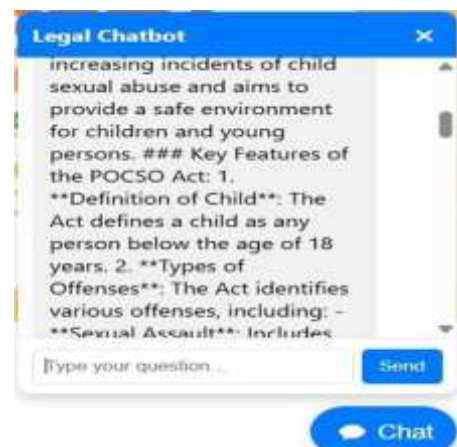 Legal Chatbot ×
increasing incidents of child
sexual abuse and aims to
provide a safe environment
for children and young
persons. ### Key Features of
the POCSO Act: 1.
**Definition of Child**: The
Act defines a child as any
person below the age of 18
years. 2. **Types of
Offenses**: The Act identifies
various offenses, including: -
**Sexual Assault**: Includes
Type your question...
Send
Chat